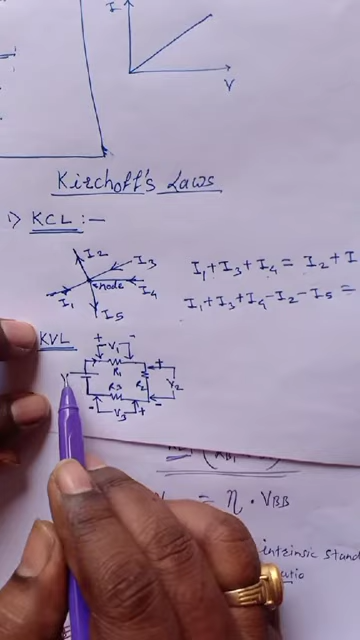 I
V
Kirchoff's Laws
1) KCL :-
I2
I3
node
I4
I1
I5
I1 + I3 + I4 = I2 + I
I1 + I3 + I4 - I2 - I5 =
KVL
+ V1 -
R1
+
V
R3
R2
V2
- V3 +
-
= η . VBB
intrinsic stand
ratio